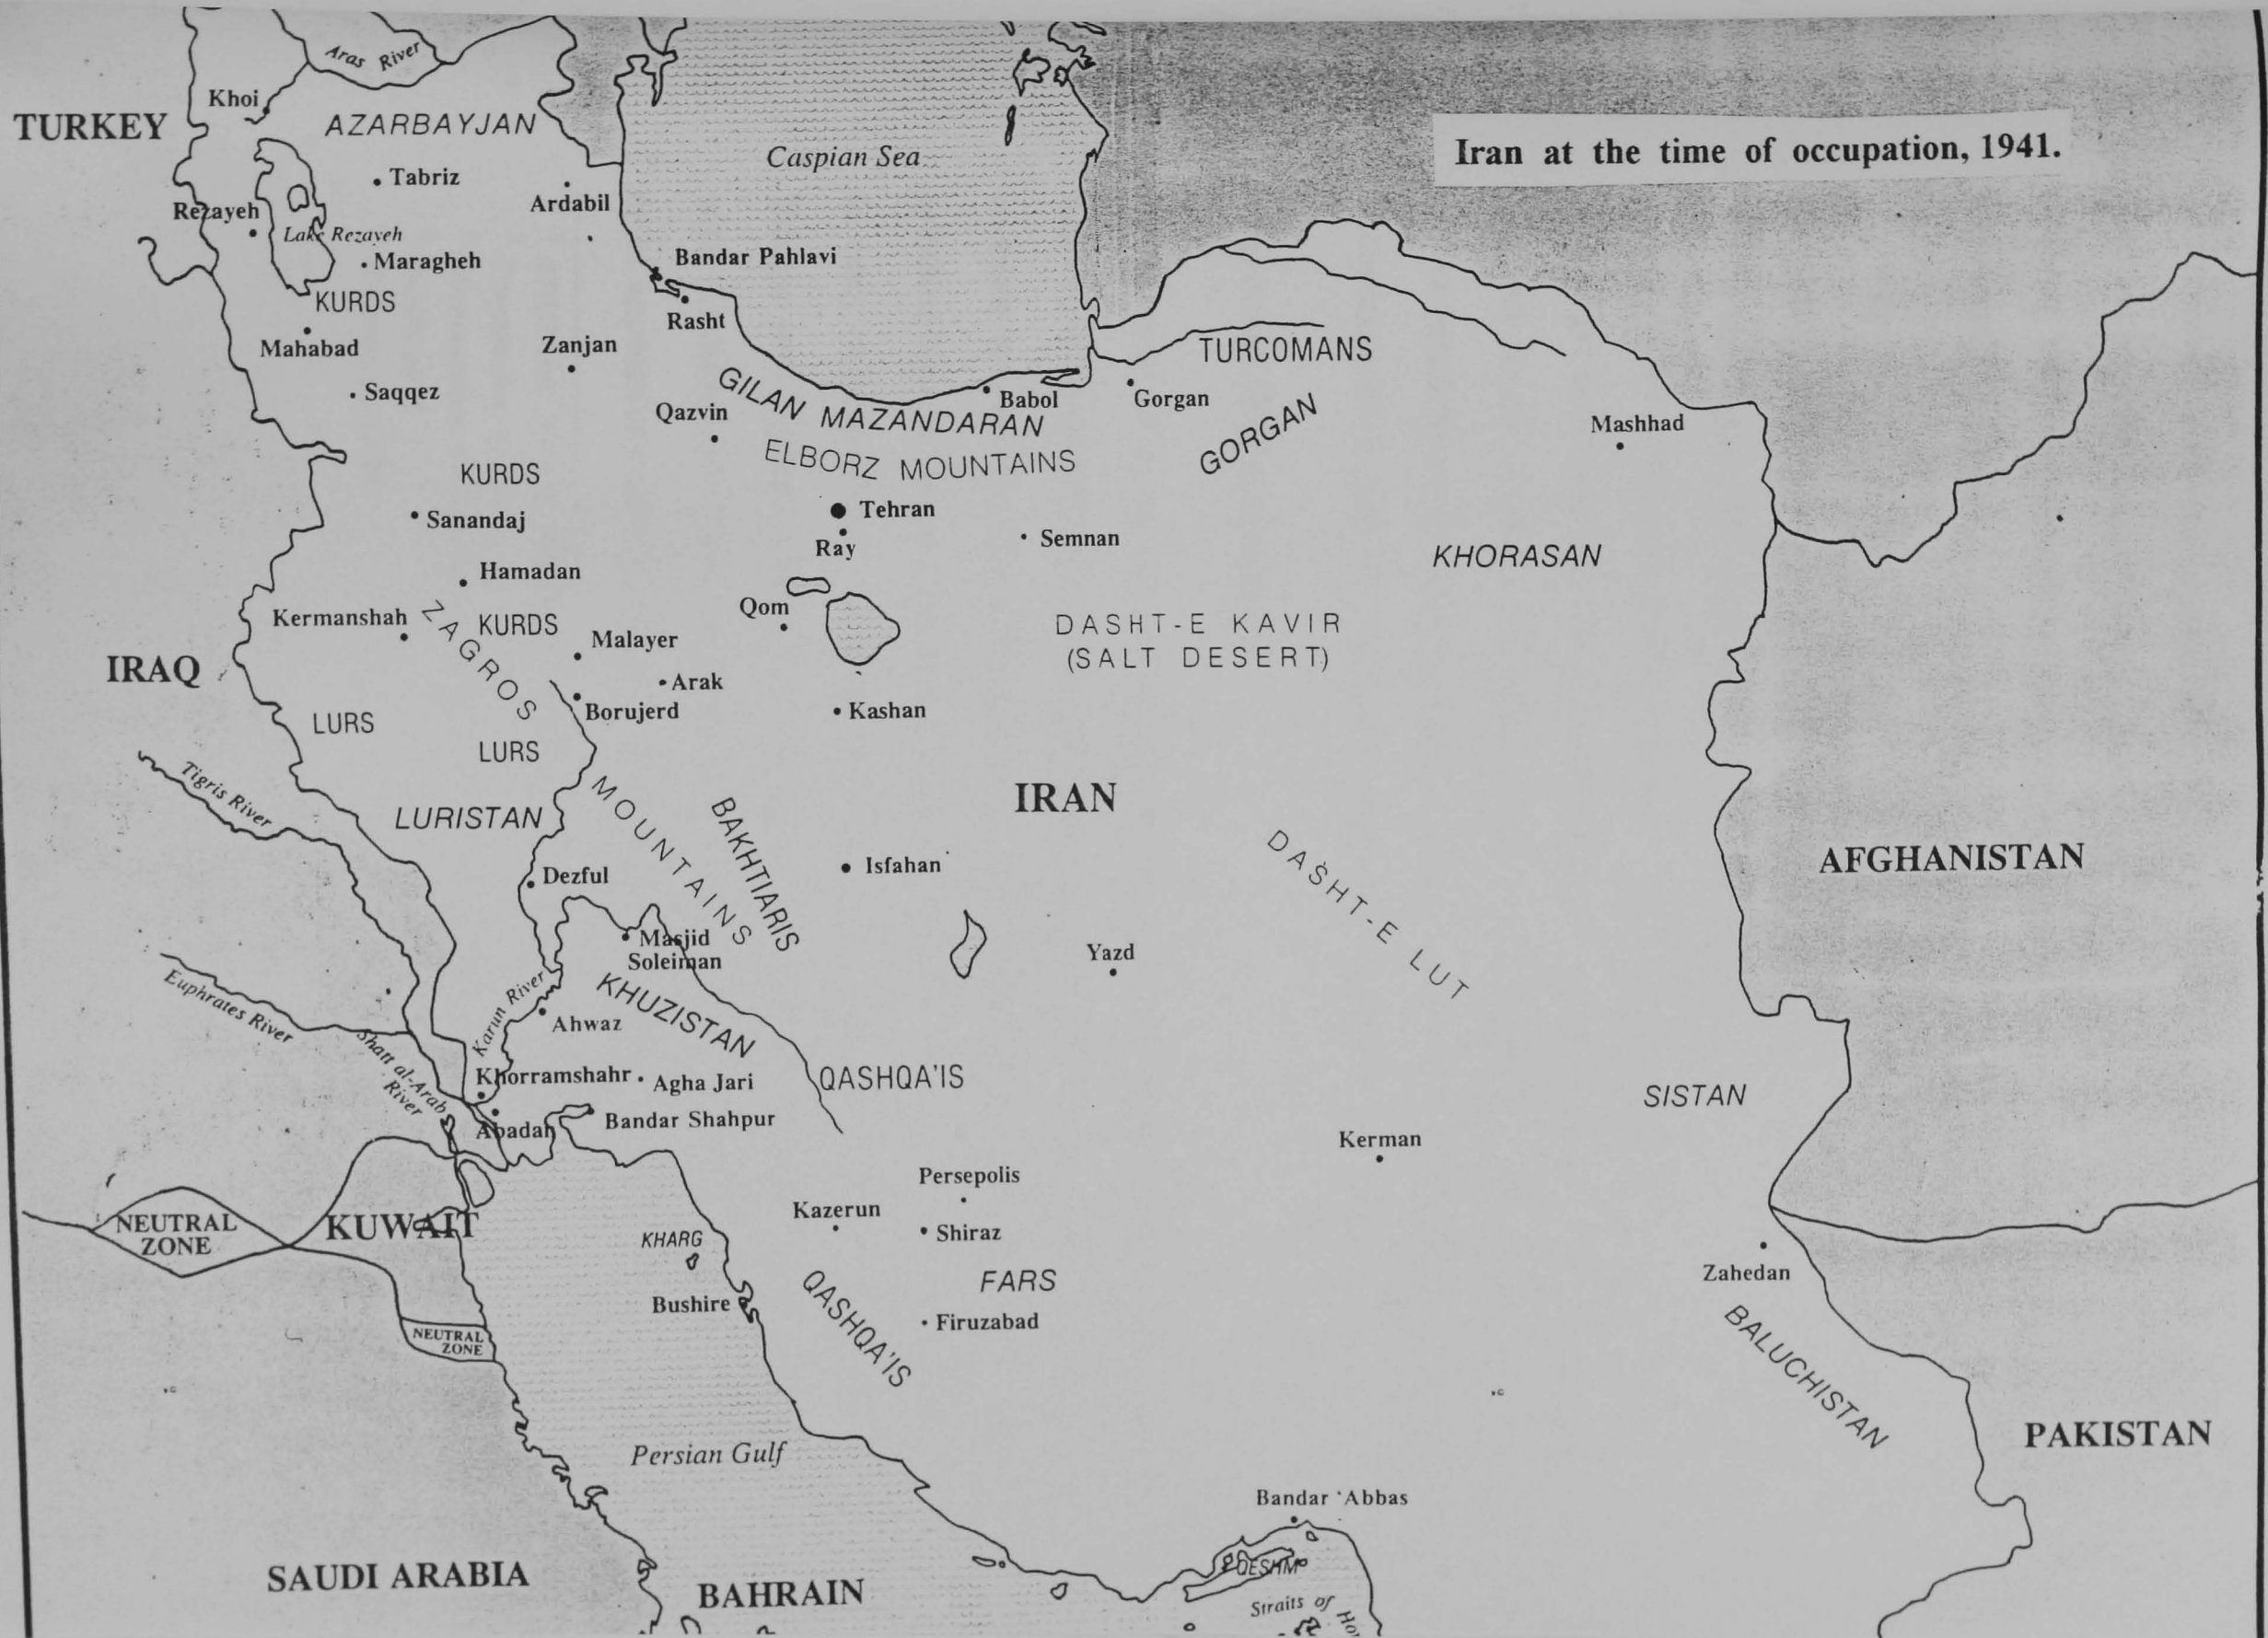 Aras River
Khoi
TURKEY
AZARBAYJAN
Iran at the time of occupation, 1941.
Caspian Sea
Tabriz
Ardabil
Rezayeh
Lake Rezayeh
Maragheh
Bandar Pahlavi
KURDS
Rasht
Mahabad
Zanjan
TURCOMANS
Saqqez
GILAN
MAZANDARAN
Babol
Gorgan
Qazvin
GORGAN
Mashhad
ELBORZ MOUNTAINS
KURDS
Sanandaj
Tehran
Ray
Semnan
KHORASAN
Hamadan
Kermanshah
ZAGROS
KURDS
Qom
Malayer
DASHT-E KAVIR
(SALT DESERT)
IRAQ
Arak
Borujerd
Kashan
LURS
LURS
Tigris River
LURISTAN
MOUNTAINS
BAKHTIARIS
IRAN
DASHT-E LUT
AFGHANISTAN
Isfahan
Dezful
Masjid
Soleiman
Yazd
Euphrates River
Karun River
KHUZISTAN
Ahwaz
Shatt al-Arab
River
Khorramshahr
Agha Jari
QASHQA'IS
SISTAN
Abadan
Bandar Shahpur
Kerman
Persepolis
Kazerun
Shiraz
NEUTRAL
ZONE
KUWAIT
KHARG
FARS
Zahedan
Bushire
QASHQA'IS
Firuzabad
NEUTRAL
ZONE
BALUCHISTAN
PAKISTAN
Persian Gulf
Bandar 'Abbas
QESHM
SAUDI ARABIA
BAHRAIN
Straits of